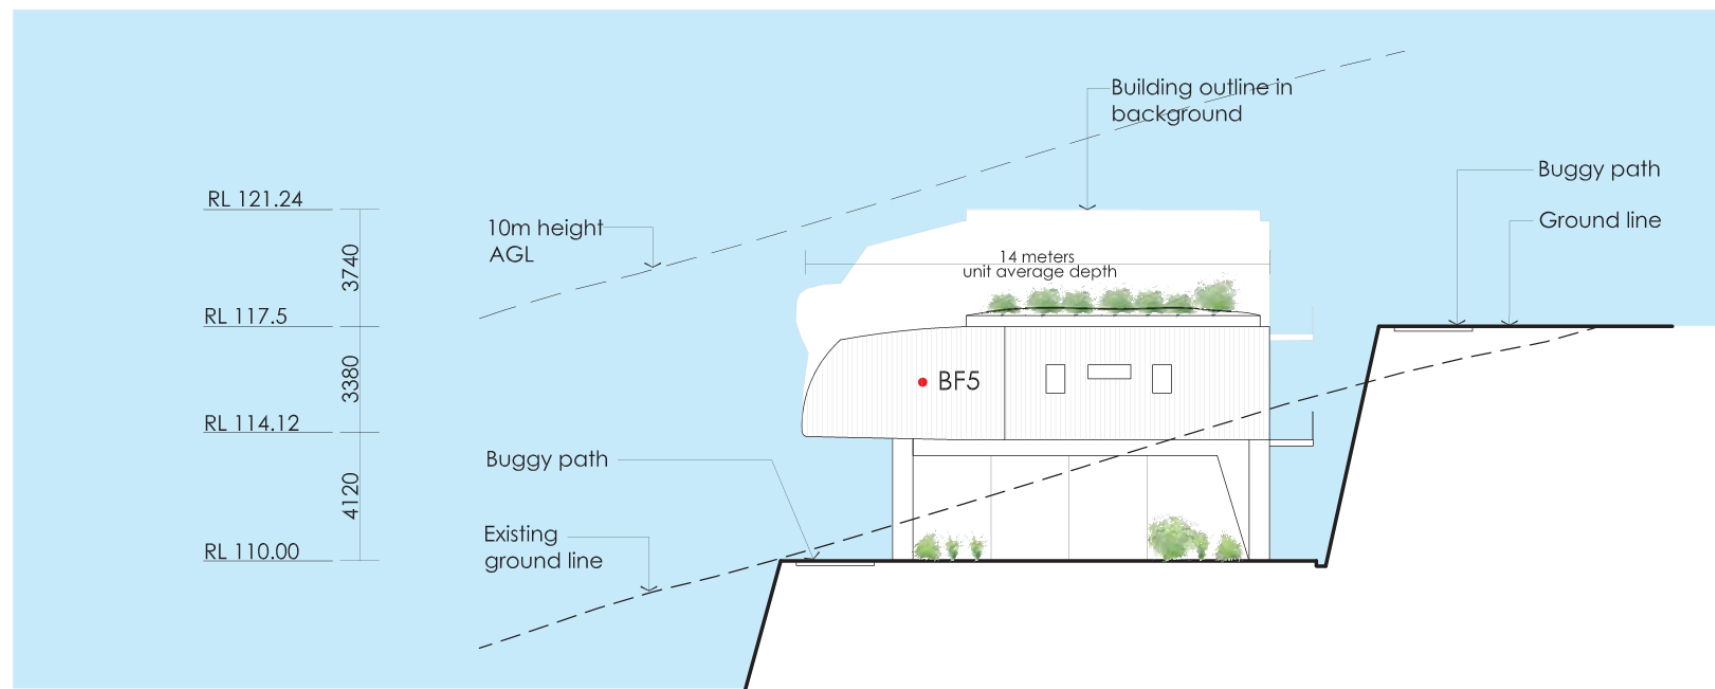 Building outline in
background
Buggy path
RL 121.24
Ground line
10m height
AGL
3740
14 meters
unit average depth
RL 117.5
3380
BF5
RL 114.12
Buggy path
4120
Existing
ground line
RL 110.00